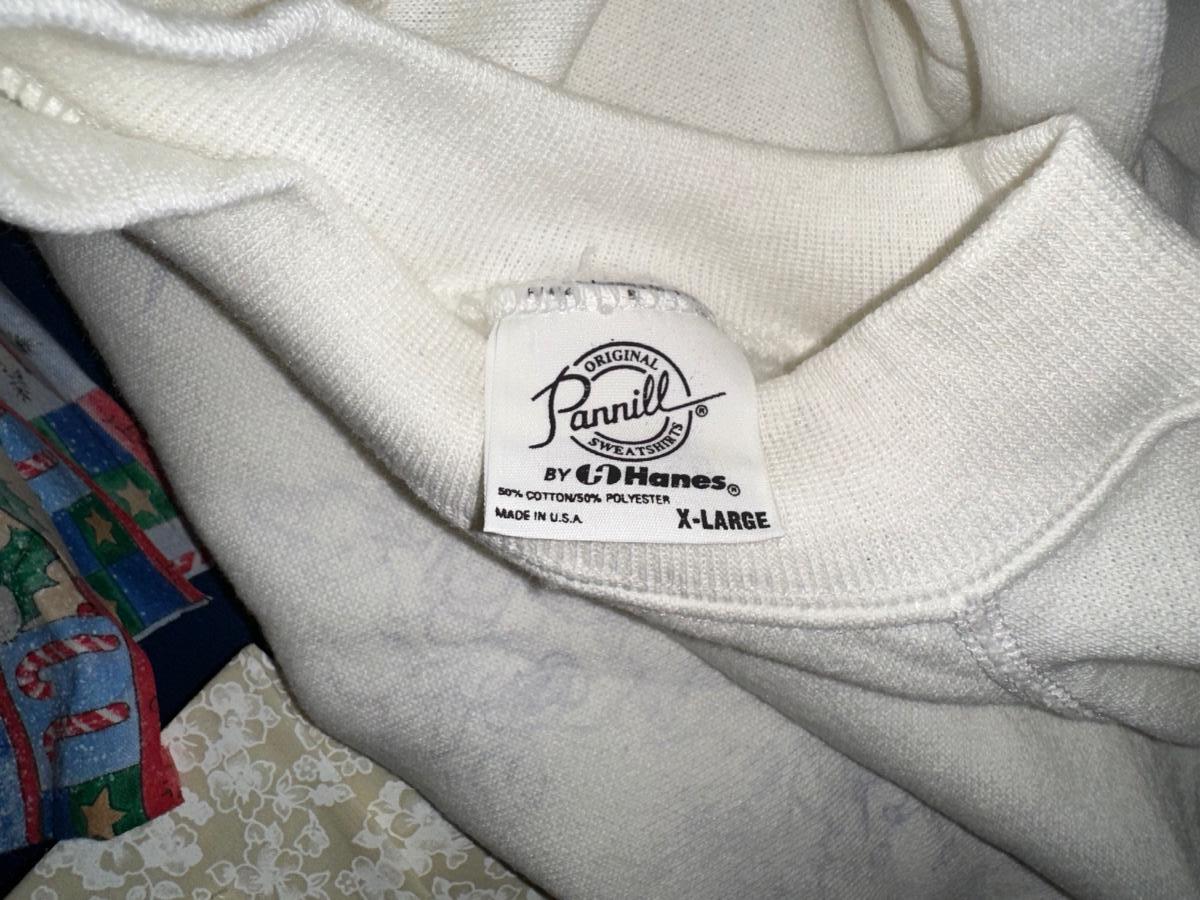 ORIGINAL
Pannill ®
SWEATSHIRTS
BY Hanes®
50% COTTON/50% POLYESTER
MADE IN U.S.A. X-LARGE